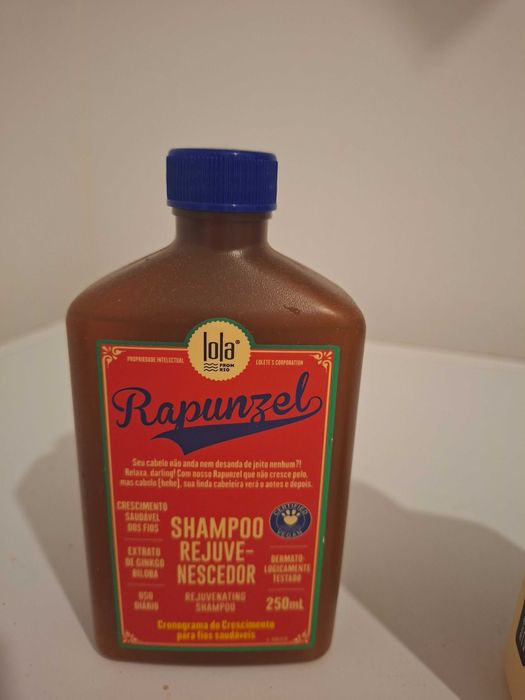 lola®
FROM
RIO
PROPRIEDADE INTELECTUAL
LOLETE'S CORPORATION
Rapunzel
Seu cabelo não anda nem desanda de jeito nenhum?!
Relaxa, darling! Com nosso Rapunzel que não cresce pelo,
mas cabelo (hehe), sua linda cabeleira verá o antes e depois.
CRESCIMENTO
SAUDÁVEL
DOS FIOS
EXTRATO
DE GINKGO
BILOBA
USO
DIÁRIO
SHAMPOO
REJUVE-
NESCEDOR
REJUVENATING
SHAMPOO
CERTIFIED
VEGAN
DERMATO-
LOGICAMENTE
TESTADO
250mL
Cronograma do Crescimento
para fios saudáveis